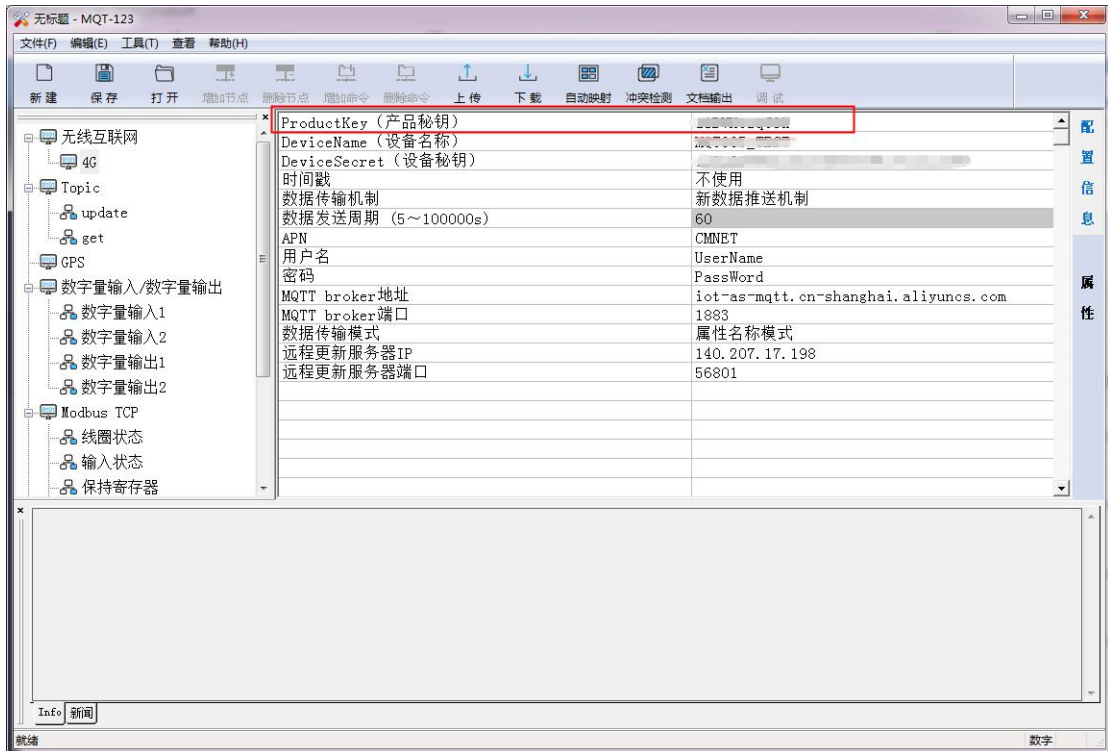 无标题 - MQT-123
文件(F) 编辑(E) 工具(T) 查看 帮助(H)
新建 保存 打开 增加节点 删除节点 增加命令 删除命令 上传 下载 自动映射 冲突检测 文档输出 调试
无线互联网
4G
Topic
update
get
GPS
数字量输入/数字量输出
数字量输入1
数字量输入2
数字量输出1
数字量输出2
Modbus TCP
线圈状态
输入状态
保持寄存器
ProductKey (产品秘钥)
DeviceName (设备名称)
DeviceSecret (设备秘钥)
时间戳 不使用
数据传输机制 新数据推送机制
数据发送周期 (5～100000s) 60
APN CMNET
用户名 UserName
密码 PassWord
MQTT broker地址 iot-as-mqtt.cn-shanghai.aliyuncs.com
MQTT broker端口 1883
数据传输模式 属性名称模式
远程更新服务器IP 140.207.17.198
远程更新服务器端口 56801
配置信息
属性
Info 新闻
就绪 数字